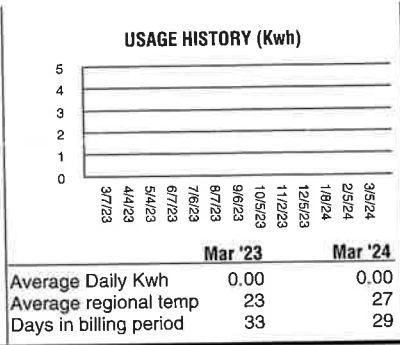 USAGE HISTORY (Kwh)
5
4
3
2
1
0
3/7/23 4/4/23 5/4/23 6/7/23 7/6/23 8/7/23 9/6/23 10/5/23 11/2/23 12/5/23 1/8/24 2/5/24 3/5/24
Mar '23 Mar '24
Average Daily Kwh 0.00 0.00
Average regional temp 23 27
Days in billing period 33 29